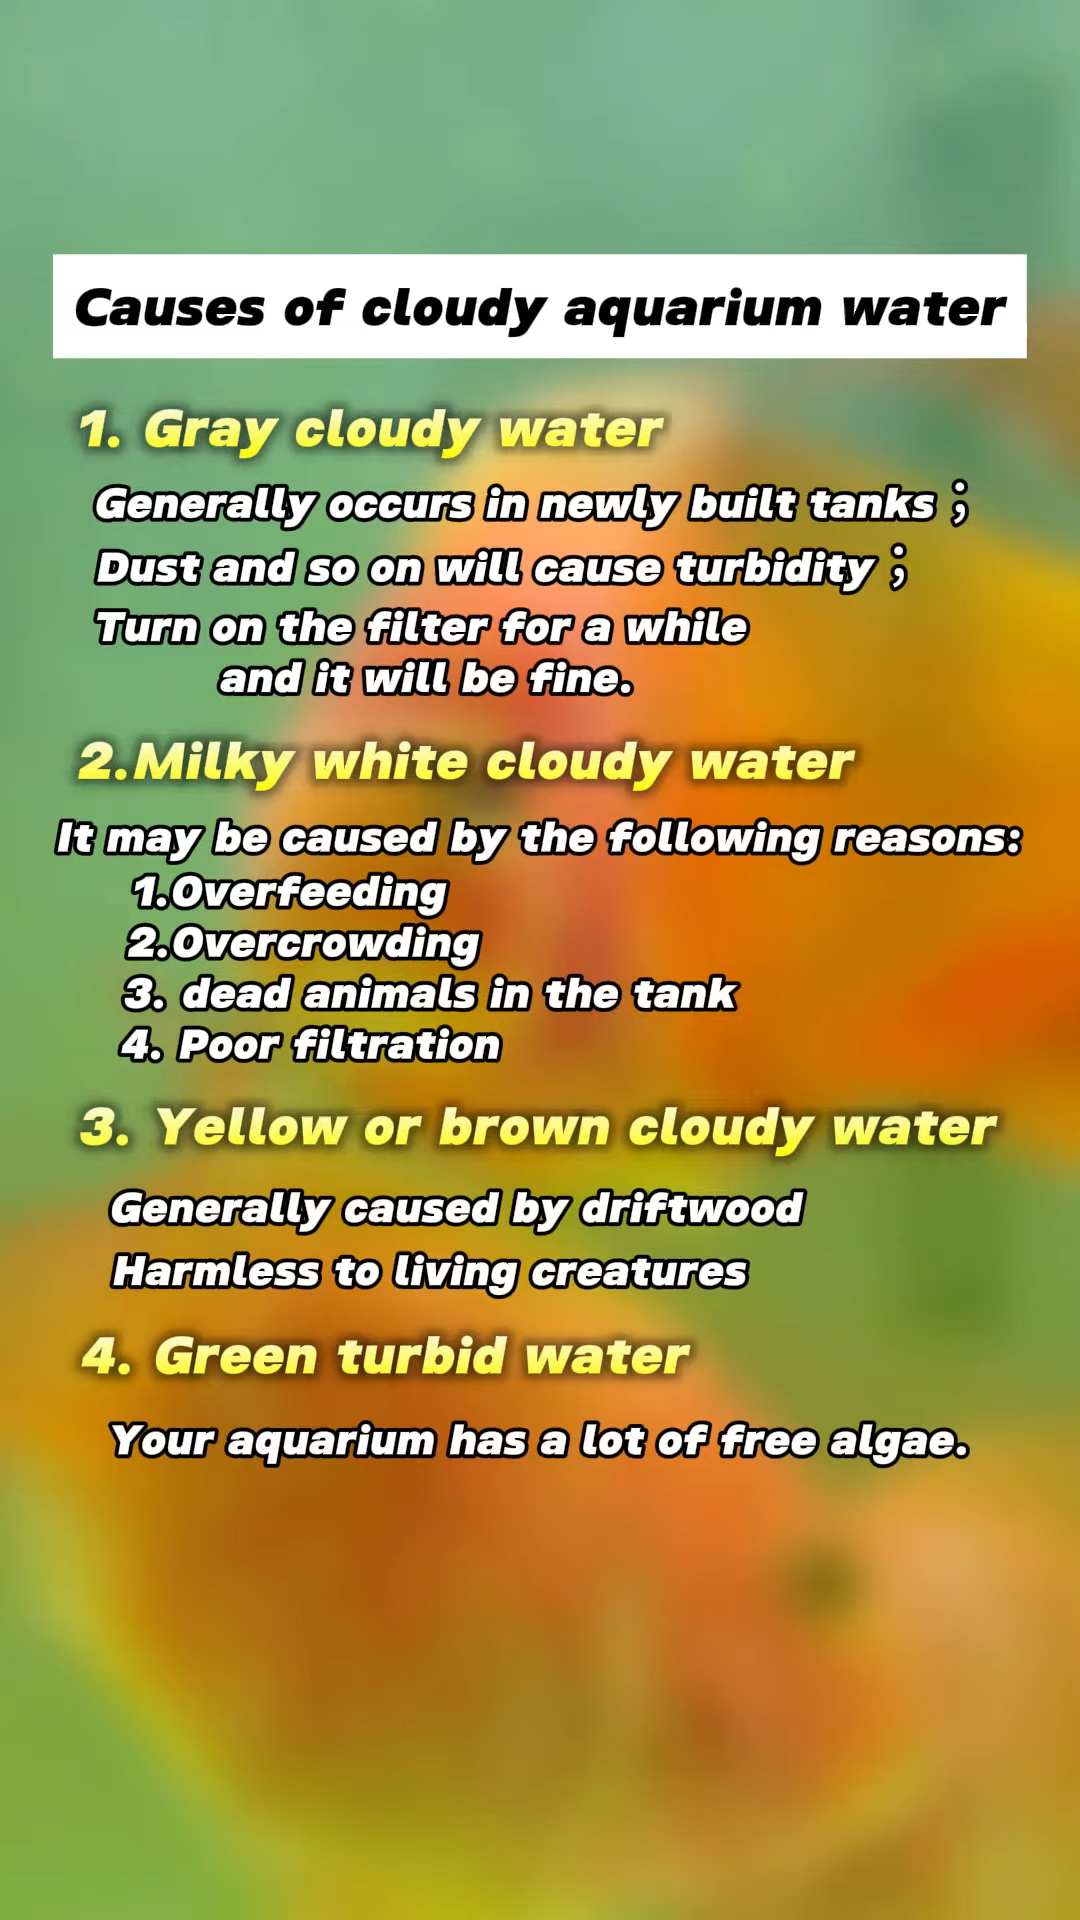 Causes of cloudy aquarium water
1. Gray cloudy water
Generally occurs in newly built tanks；
Dust and so on will cause turbidity；
Turn on the filter for a while
and it will be fine.
2.Milky white cloudy water
It may be caused by the following reasons:
1.Overfeeding
2.Overcrowding
3. dead animals in the tank
4. Poor filtration
3. Yellow or brown cloudy water
Generally caused by driftwood
Harmless to living creatures
4. Green turbid water
Your aquarium has a lot of free algae.